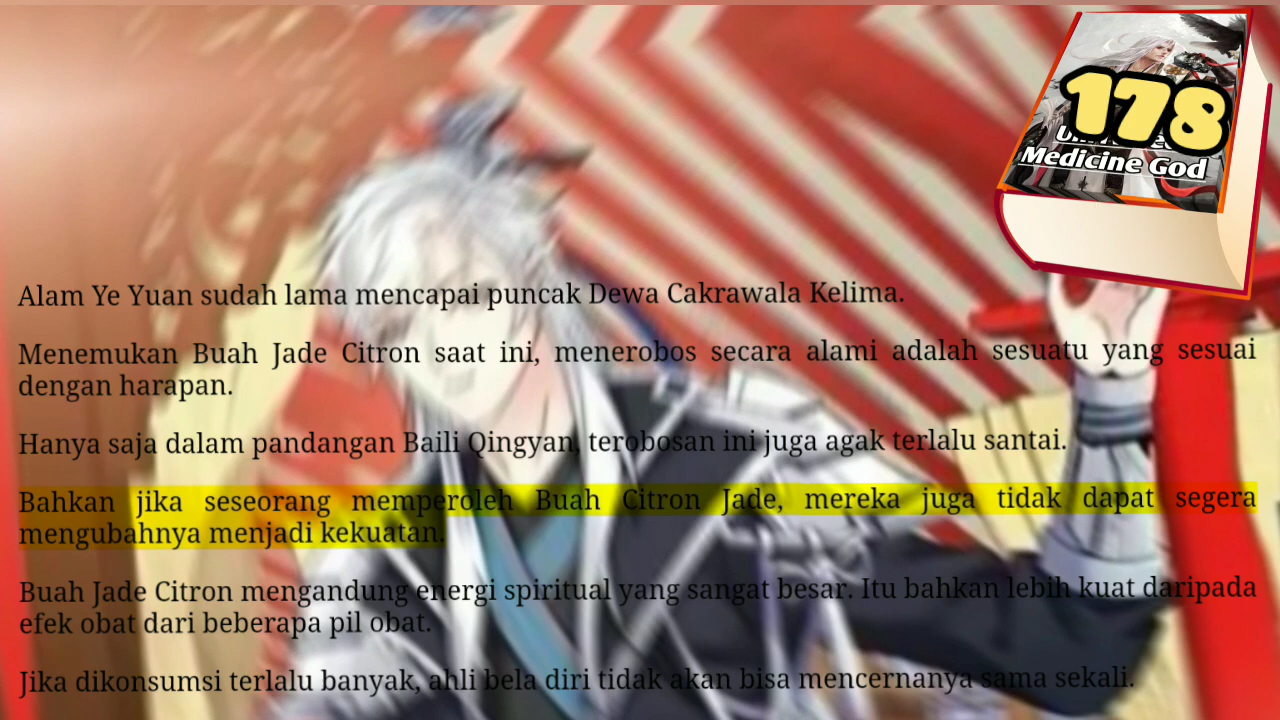 178
Medicine God
Alam Ye Yuan sudah lama mencapai puncak Dewa Cakrawala Kelima.
Menemukan Buah Jade Citron saat ini, menerobos secara alami adalah sesuatu yang sesuai
dengan harapan.
Hanya saja dalam pandangan Baili Qingyan, terobosan ini juga agak terlalu santai.
Bahkan jika seseorang memperoleh Buah Citron Jade, mereka juga tidak dapat segera
mengubahnya menjadi kekuatan.
Buah Jade Citron mengandung energi spiritual yang sangat besar. Itu bahkan lebih kuat daripada
efek obat dari beberapa pil obat.
Jika dikonsumsi terlalu banyak, ahli bela diri tidak akan bisa mencernanya sama sekali.